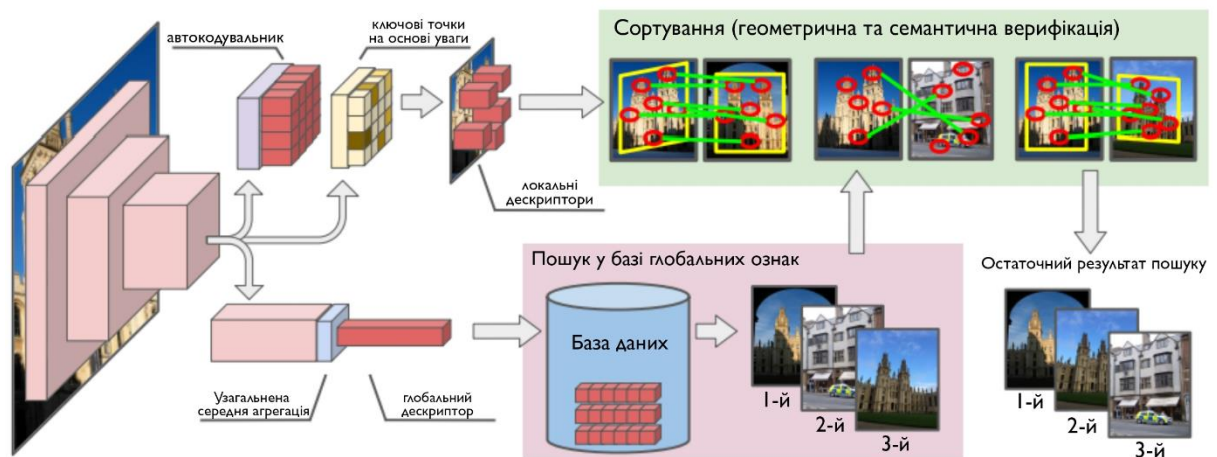 автокодувальник
ключові точки
на основі уваги
Сортування (геометрична та семантична верифікація)
локальні
дескриптори
Пошук у базі глобальних ознак
База даних
1-й
2-й
3-й
Узагальнена
середня агрегація
глобальний
дескриптор
Остаточний результат пошуку
1-й
2-й
3-й